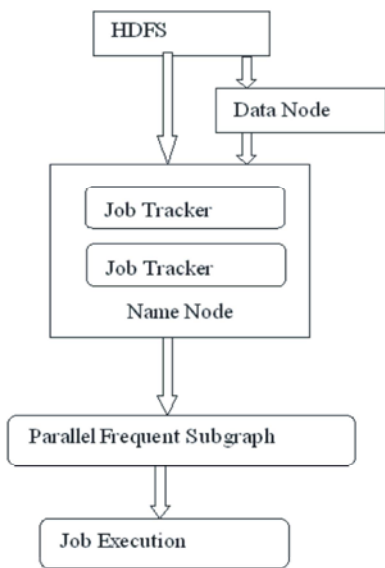 HDFS
Data Node
Job Tracker
Job Tracker
Name Node
Parallel Frequent Subgraph
Job Execution